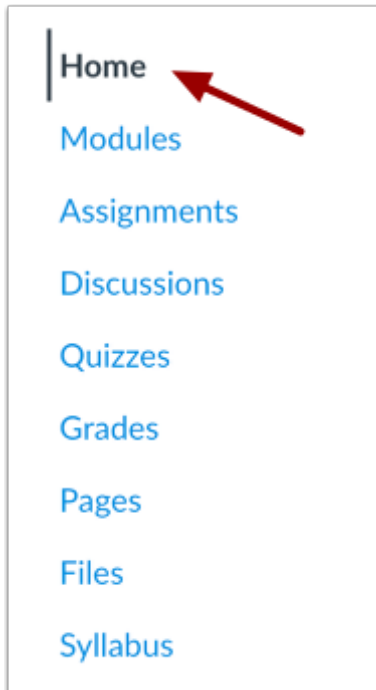 Home
Modules
Assignments
Discussions
Quizzes
Grades
Pages
Files
Syllabus